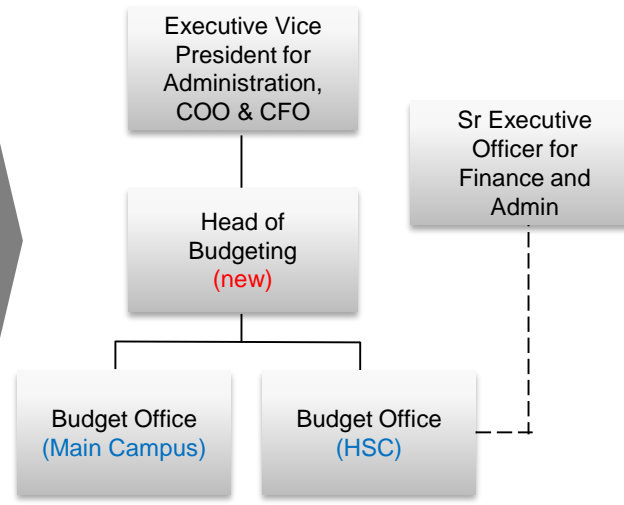 Executive Vice
President for
Administration,
COO & CFO
Sr Executive
Officer for
Finance and
Admin
Head of
Budgeting
(new)
Budget Office
(Main Campus)
Budget Office
(HSC)